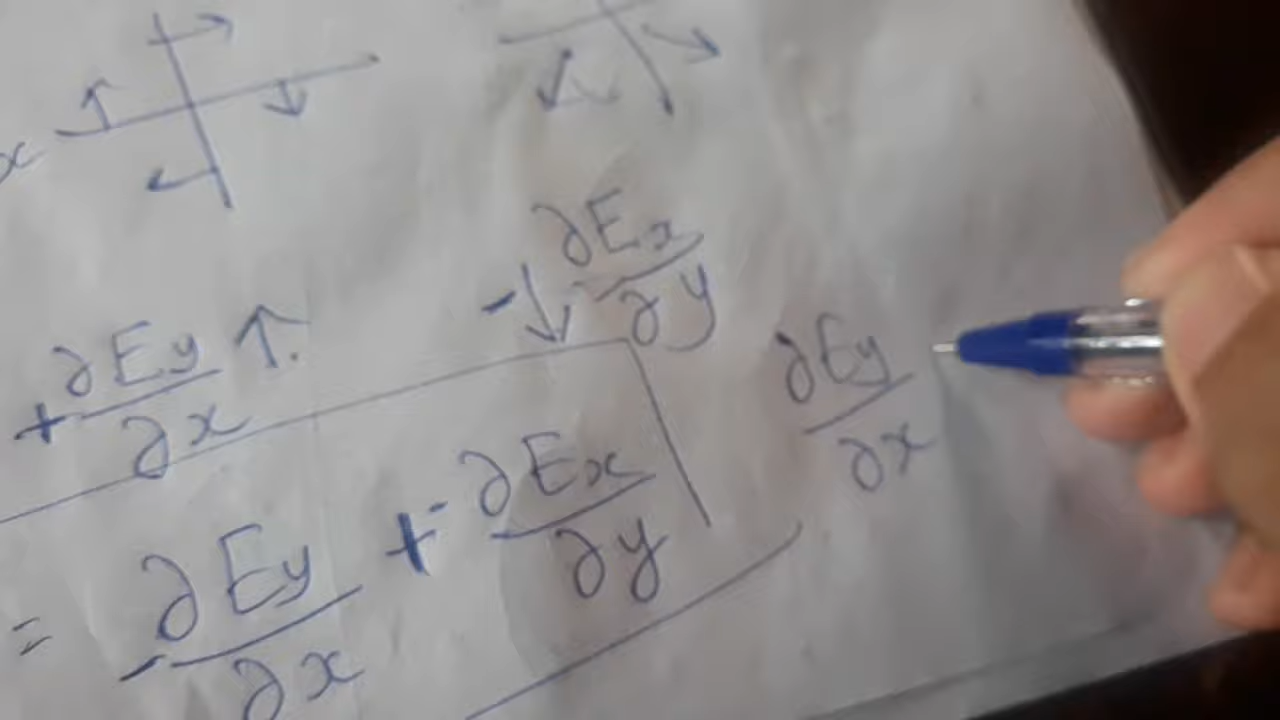 x
- ↓ ∂Ex/∂y
+ ∂Ey/∂x ↑
∂Ey/∂x
= -∂Ey/∂x + ∂Ex/∂y